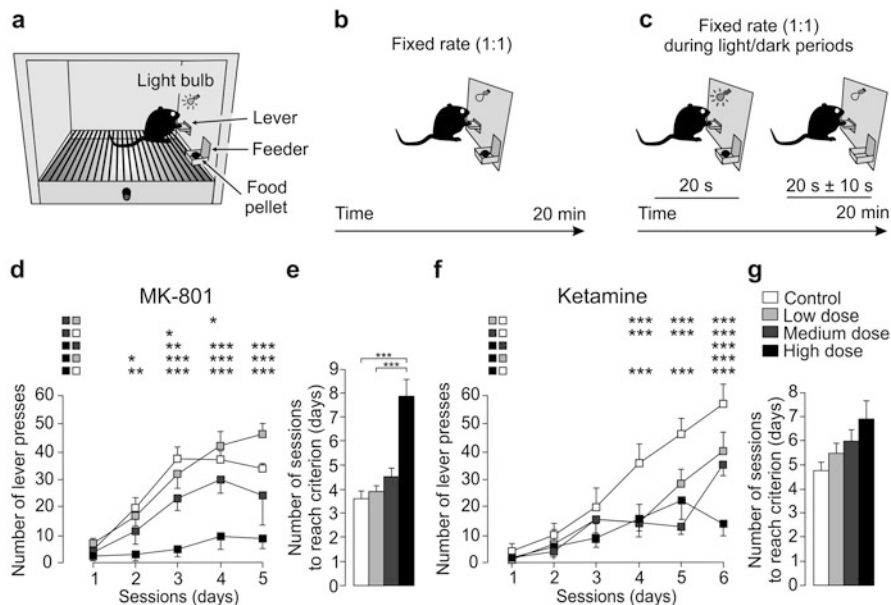 a
Light bulb
Lever
Feeder
Food
pellet
b
Fixed rate (1:1)
Time 20 min
c
Fixed rate (1:1)
during light/dark periods
20 s 20 s ± 10 s
Time 20 min
d
MK-801
*
*
** ***
* *** *** ***
** *** *** ***
Number of lever presses
60
50
40
30
20
10
0
1 2 3 4 5
Sessions (days)
e
***
***
Number of sessions
to reach criterion (days)
9
8
7
6
5
4
3
2
1
0
f
Ketamine
*** *** ***
*** *** ***
***
***
*** *** ***
Number of lever presses
60
50
40
30
20
10
0
1 2 3 4 5 6
Sessions (days)
g
Control
Low dose
Medium dose
High dose
Number of sessions
to reach criterion (days)
9
8
7
6
5
4
3
2
1
0